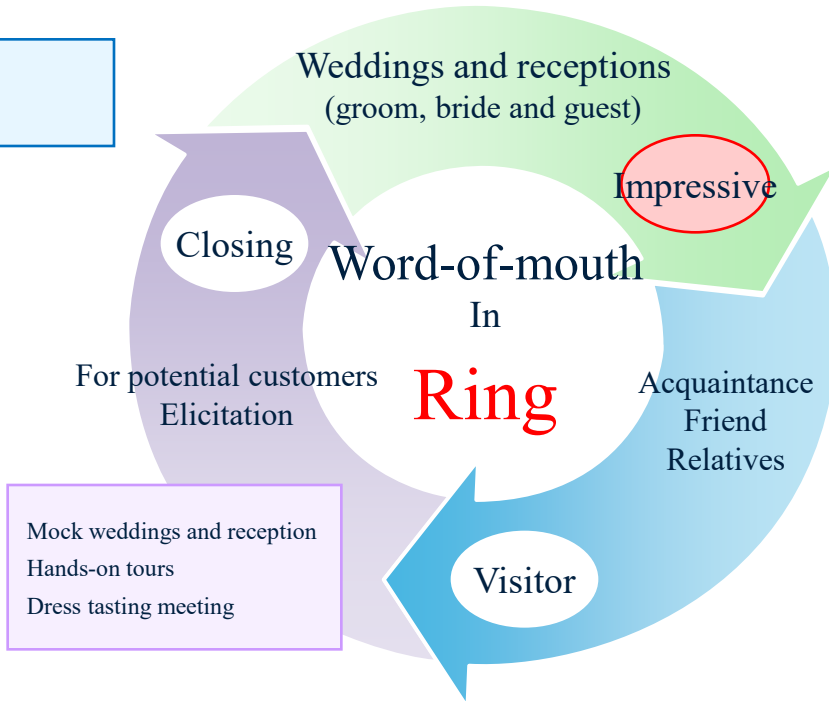 Weddings and receptions
(groom, bride and guest)
Impressive
Closing
Word-of-mouth
In
Ring
For potential customers
Elicitation
Acquaintance
Friend
Relatives
Mock weddings and reception
Hands-on tours
Dress tasting meeting
Visitor